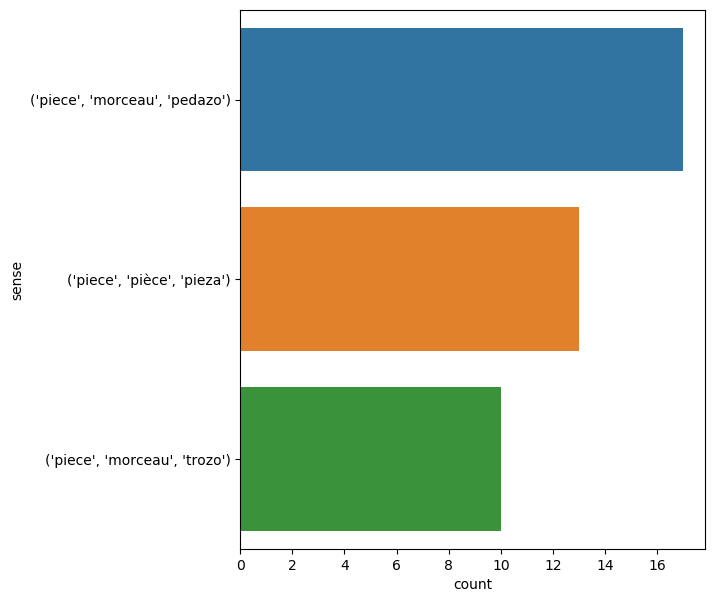 ('piece', 'morceau', 'pedazo')
('piece', 'pièce', 'pieza')
('piece', 'morceau', 'trozo')
sense
0 2 4 6 8 10 12 14 16
count